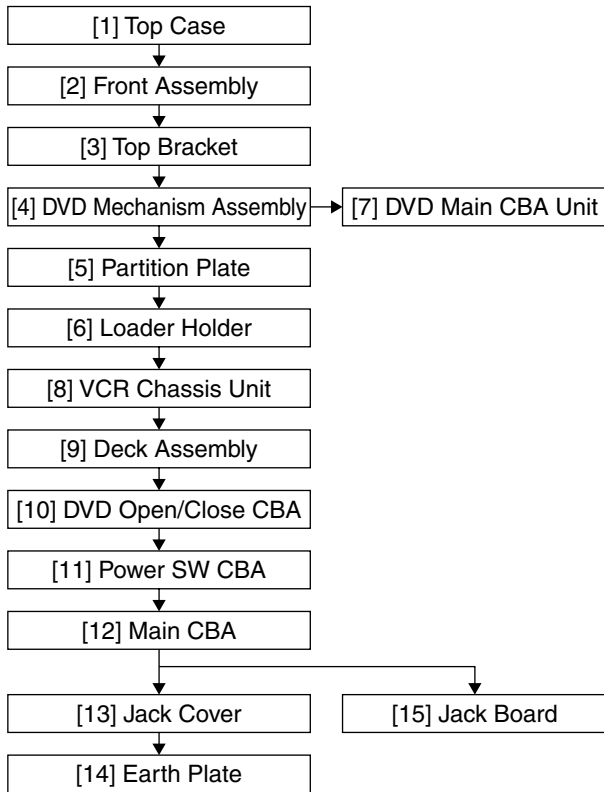 [1] Top Case
[2] Front Assembly
[3] Top Bracket
[4] DVD Mechanism Assembly
[7] DVD Main CBA Unit
[5] Partition Plate
[6] Loader Holder
[8] VCR Chassis Unit
[9] Deck Assembly
[10] DVD Open/Close CBA
[11] Power SW CBA
[12] Main CBA
[13] Jack Cover
[15] Jack Board
[14] Earth Plate